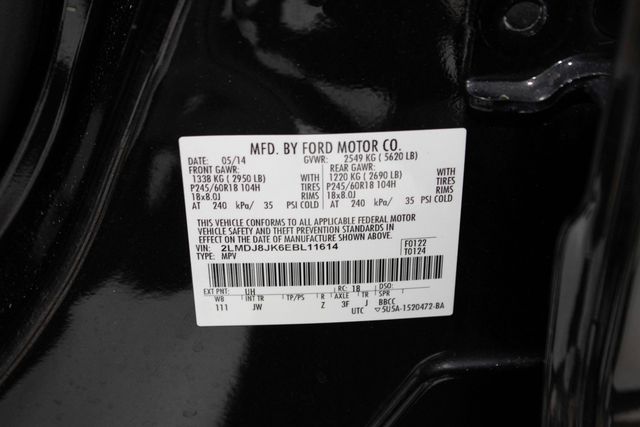 MFD. BY FORD MOTOR CO.
DATE: 05/14 GVWR: 2549 KG ( 5620 LB)
FRONT GAWR: REAR GAWR:
1338 KG ( 2950 LB) 1220 KG ( 2690 LB)
P245/60R18 104H TIRES P245/60R18 104H TIRES
18x8.0J RIMS 18x8.0J RIMS
AT 240 kPa/ 35 PSI COLD AT 240 kPa/ 35 PSI COLD
THIS VEHICLE CONFORMS TO ALL APPLICABLE FEDERAL MOTOR
VEHICLE SAFETY AND THEFT PREVENTION STANDARDS IN
EFFECT ON THE DATE OF MANUFACTURE SHOWN ABOVE.
VIN: 2LMDJ8JK6EBL11614 F0122
TYPE: MPV T0124
EXT PNT: UH RC: 18 DSO:
WB INT TR TP/PS R AXLE TR SPR
111 JW Z 3F J BBCC
UTC ▽5U5A-1520472-BA